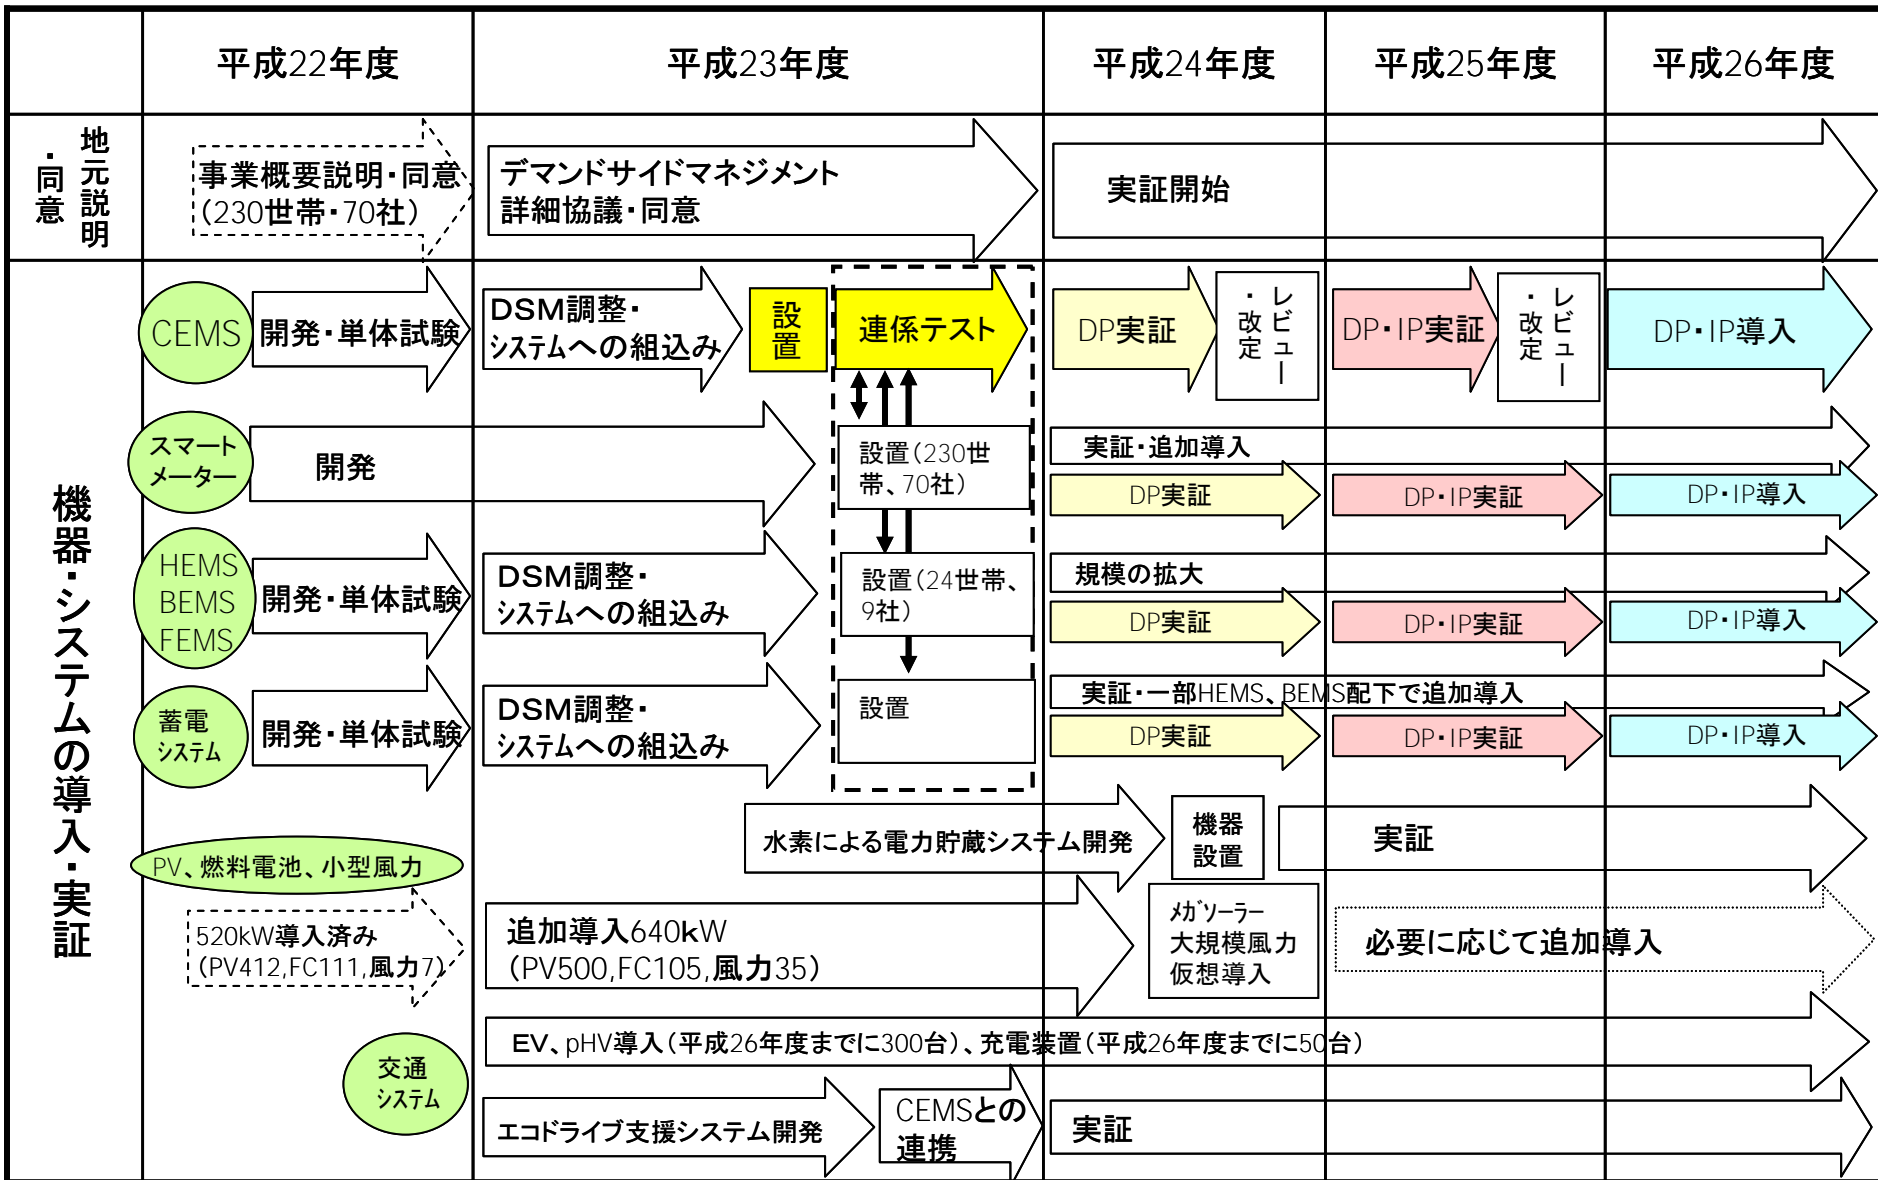 平成22年度
平成23年度
平成24年度
平成25年度
平成26年度
地元説明
・同意
事業概要説明・同意
（230世帯・70社）
デマンドサイドマネジメント
詳細協議・同意
実証開始
機器・システムの導入・実証
CEMS
開発・単体試験
DSM調整・
システムへの組込み
設置
連係テスト
DP実証
レビュー
・改定
DP・IP実証
レビュー
・改定
DP・IP導入
スマート
メーター
開発
設置（230世
帯、70社）
実証・追加導入
DP実証
DP・IP実証
DP・IP導入
HEMS
BEMS
FEMS
開発・単体試験
DSM調整・
システムへの組込み
設置（24世帯、
9社）
規模の拡大
DP実証
DP・IP実証
DP・IP導入
蓄電
システム
開発・単体試験
DSM調整・
システムへの組込み
設置
実証・一部HEMS、BEMS配下で追加導入
DP実証
DP・IP実証
DP・IP導入
水素による電力貯蔵システム開発
機器
設置
実証
PV、燃料電池、小型風力
520kW導入済み
（PV412,FC111,風力7）
追加導入640kW
（PV500,FC105,風力35）
メガソーラー
大規模風力
仮想導入
必要に応じて追加導入
交通
システム
EV、pHV導入（平成26年度までに300台）、充電装置（平成26年度までに50台）
エコドライブ支援システム開発
CEMSとの
連携
実証